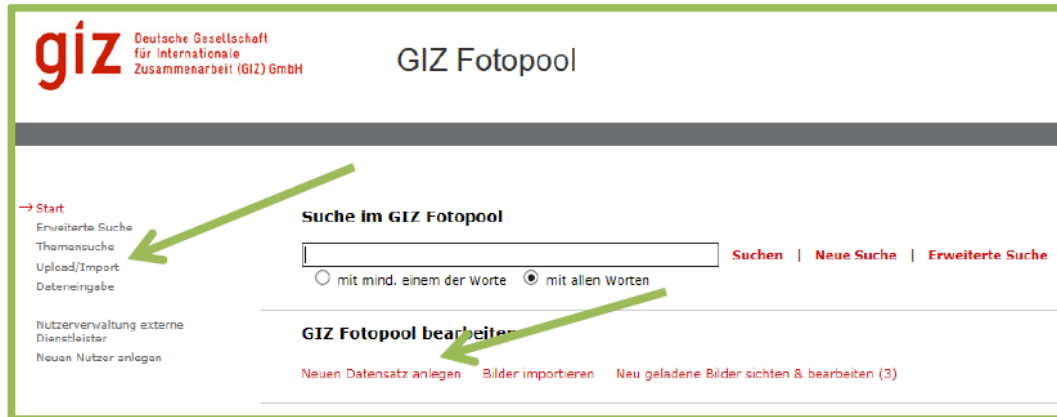 giz Deutsche Gesellschaft
für Internationale
Zusammenarbeit (GIZ) GmbH
GIZ Fotopool
Start
Erweiterte Suche
Themensuche
Upload/Import
Dateneingabe
Nutzerverwaltung externe
Dienstleister
Neuen Nutzer anlegen
Suche im GIZ Fotopool
Suchen | Neue Suche | Erweiterte Suche
mit mind. einem der Worte mit allen Worten
GIZ Fotopool bearbeiten
Neuen Datensatz anlegen Bilder importieren Neu geladene Bilder sichten & bearbeiten (3)